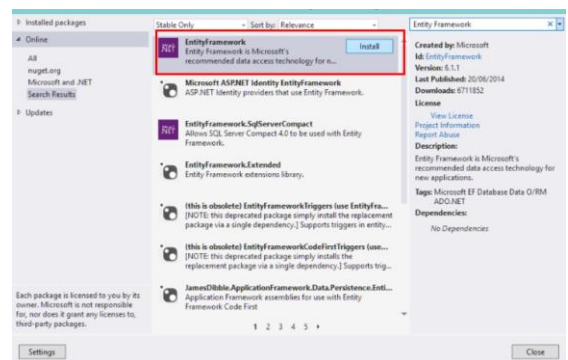 Installed packages
Online
All
nuget.org
Microsoft and .NET
Search Results
Updates
Each package is licensed to you by its
owner. Microsoft is not responsible
for, nor does it grant any licenses to,
third-party packages.
Settings
Stable Only
Sort by: Relevance
EntityFramework
Entity Framework is Microsoft's
recommended data access technology for n...
Install
Microsoft ASP.NET Identity EntityFramework
ASP.NET Identity providers that use Entity Framework.
EntityFramework.SqlServerCompact
Allows SQL Server Compact 4.0 to be used with Entity
Framework.
EntityFramework.Extended
Entity Framework extensions library.
(this is obsolete) EntityFrameworkTriggers (use EntityFra...
[NOTE: this deprecated package simply install the replacement
package via a single dependency.] Supports triggers in entity...
(this is obsolete) EntityFrameworkCodeFirstTriggers (use...
[NOTE: this deprecated package simply installs the
replacement package via a single dependency.] Supports trig...
JamesDibble.ApplicationFramework.Data.Persistence.Enti...
Application Framework assemblies for use with Entity
Framework Code First
1 2 3 4 5
Entity Framework
Created by: Microsoft
Id: EntityFramework
Version: 6.1.1
Last Published: 20/06/2014
Downloads: 6711852
License
View License
Project Information
Report Abuse
Description:
Entity Framework is Microsoft's
recommended data access technology for
new applications.
Tags: Microsoft EF Database Data O/RM
ADO.NET
Dependencies:
No Dependencies
Close